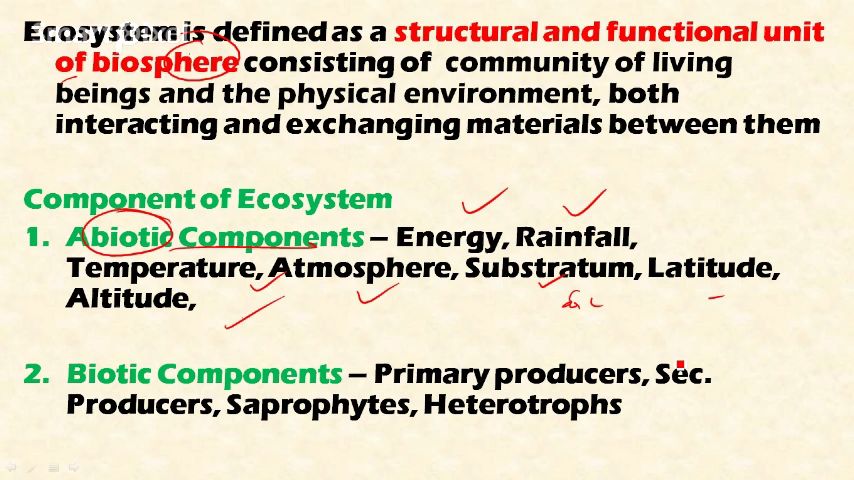 Ecosystem is defined as a structural and functional unit
of biosphere consisting of community of living
beings and the physical environment, both
interacting and exchanging materials between them
Component of Ecosystem
1. Abiotic Components – Energy, Rainfall,
Temperature, Atmosphere, Substratum, Latitude,
Altitude,
2. Biotic Components – Primary producers, Sec.
Producers, Saprophytes, Heterotrophs